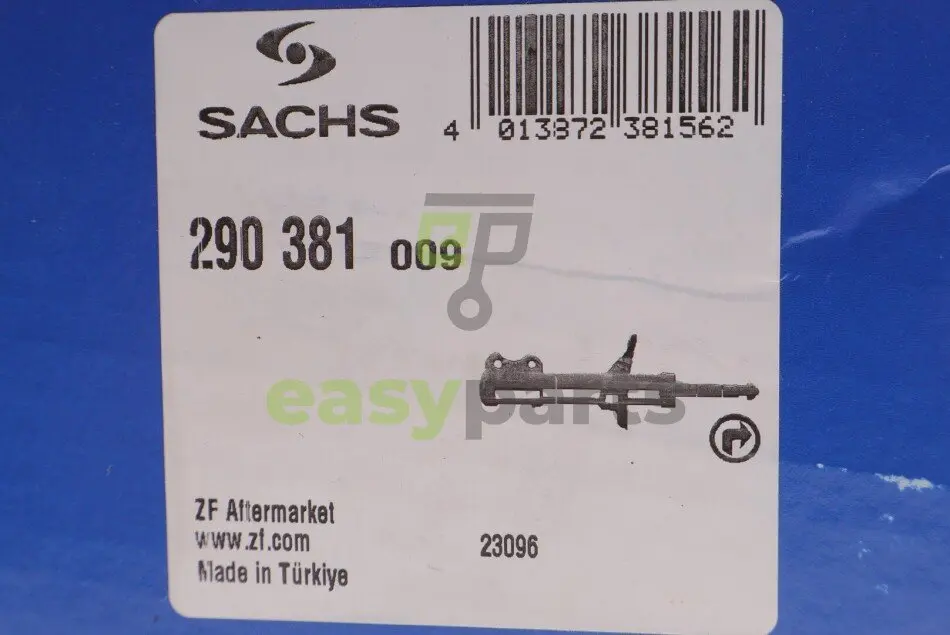 SACHS
4 013872 381562
290 381 009
easyparts
ZF Aftermarket
www.zf.com
Made in Türkiye
23096